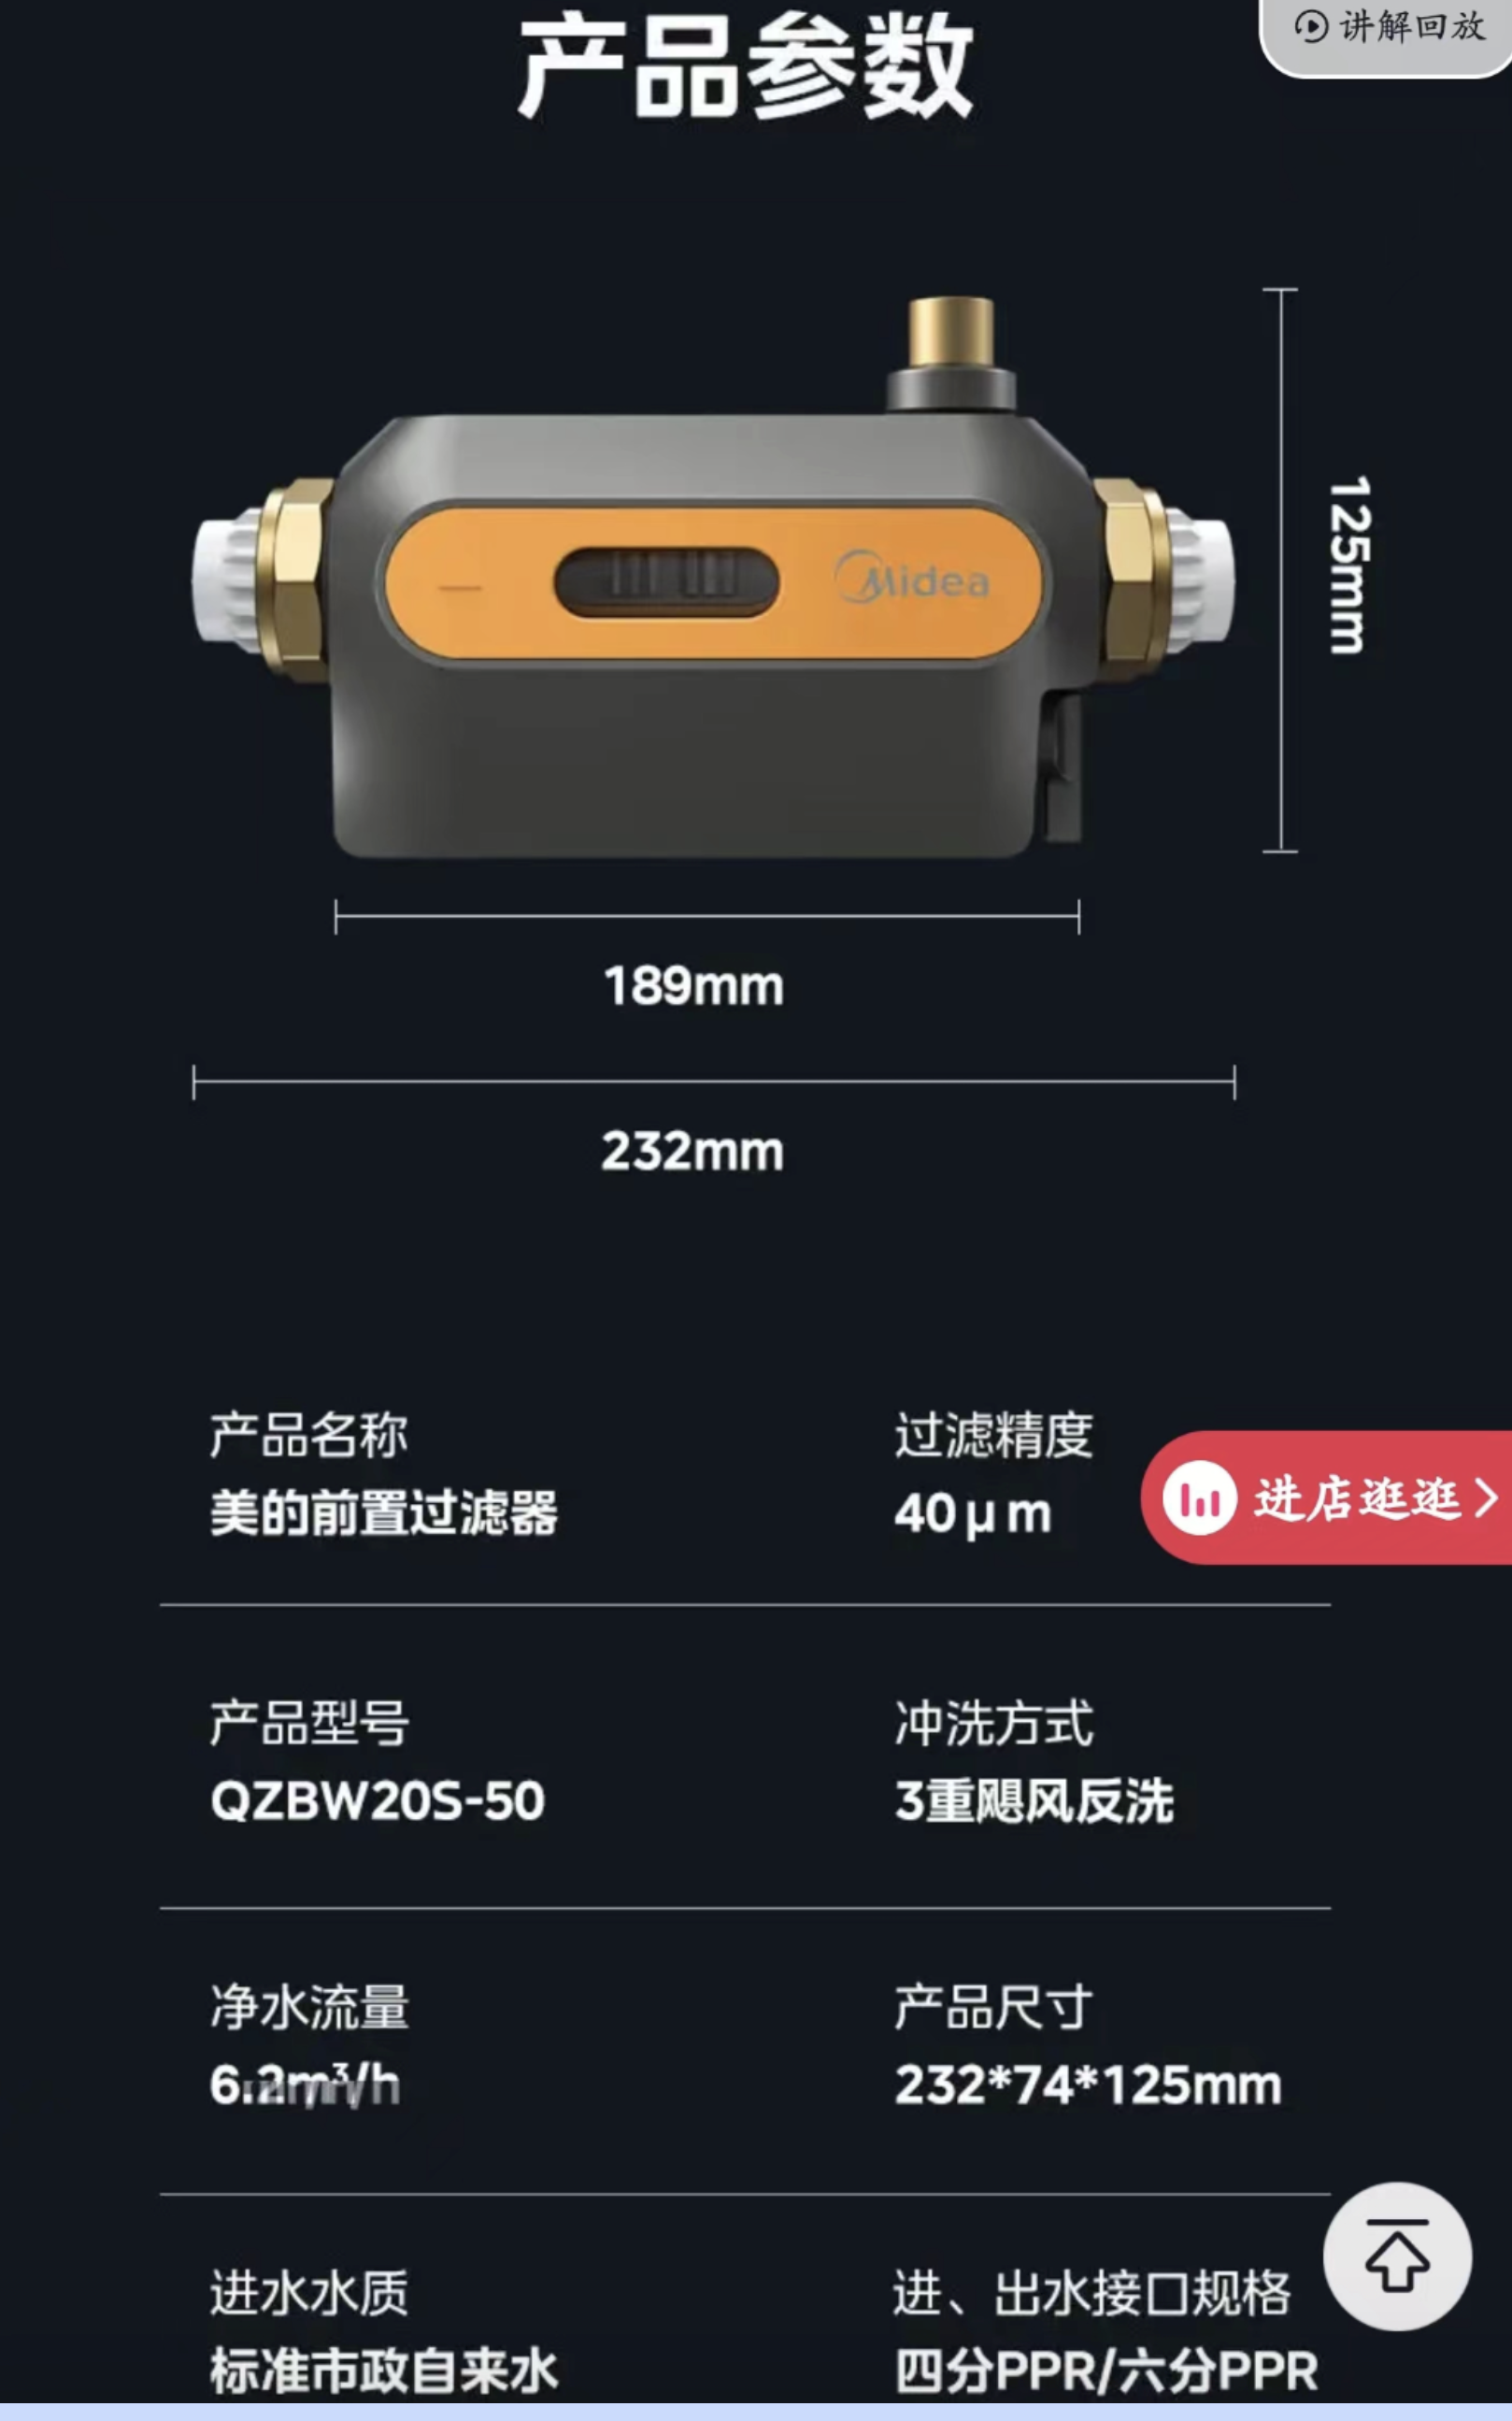 产品参数
讲解回放
Midea
125mm
189mm
232mm
产品名称
美的前置过滤器
过滤精度
40μm
进店逛逛
产品型号
QZBW20S-50
冲洗方式
3重飓风反洗
净水流量
6.2m³/h
产品尺寸
232*74*125mm
进水水质
标准市政自来水
进、出水接口规格
四分PPR/六分PPR